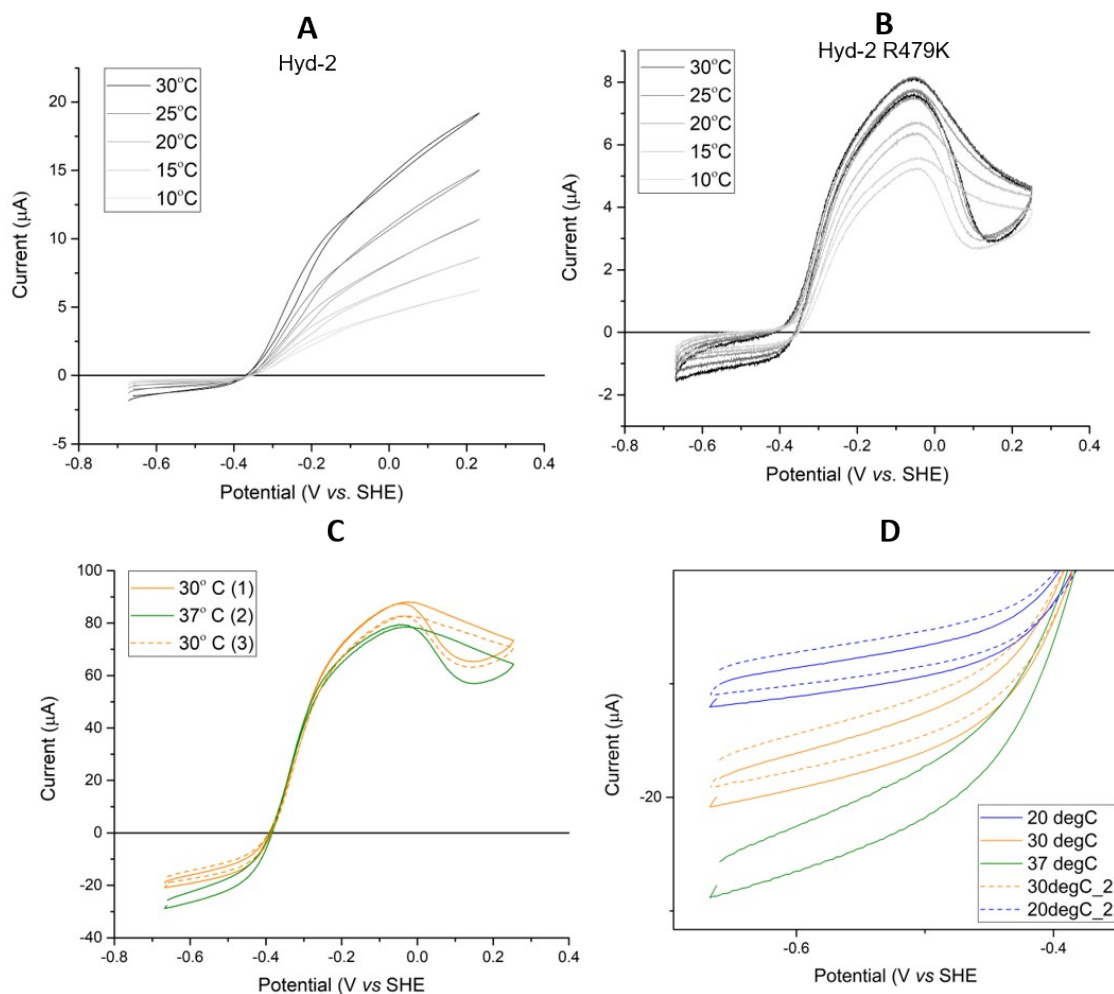 A
Hyd-2
30°C
25°C
20°C
15°C
10°C
20
15
10
5
0
-5
-0.8
-0.6
-0.4
-0.2
0.0
0.2
0.4
Current (μA)
Potential (V vs. SHE)
B
Hyd-2 R479K
30°C
25°C
20°C
15°C
10°C
8
6
4
2
0
-2
-0.8
-0.6
-0.4
-0.2
0.0
0.2
0.4
Current (μA)
Potential (V vs. SHE)
C
30° C (1)
37° C (2)
30° C (3)
100
80
60
40
20
0
-20
-40
-0.8
-0.6
-0.4
-0.2
0.0
0.2
0.4
Current (μA)
Potential (V vs SHE)
D
-20
20 degC
30 degC
37 degC
30degC_2
20degC_2
-0.6
-0.4
Current (μA)
Potential (V vs SHE